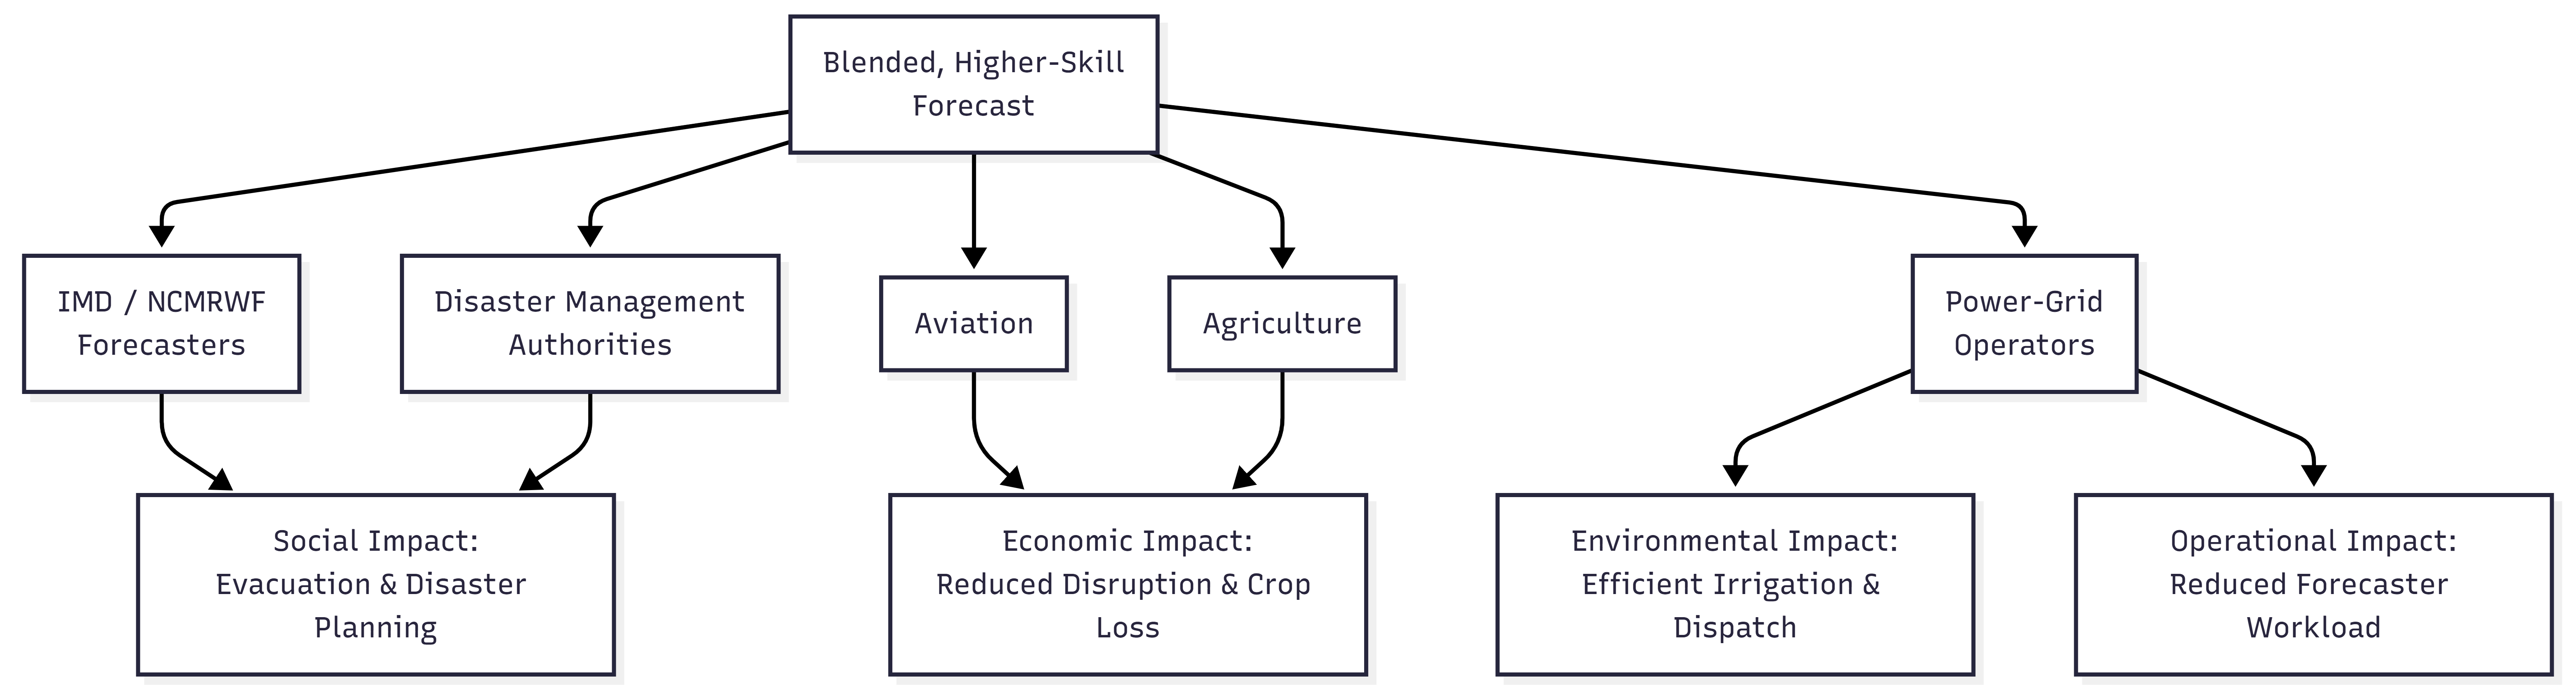 Blended, Higher-Skill
Forecast
IMD / NCMRWF
Forecasters
Disaster Management
Authorities
Aviation
Agriculture
Power-Grid
Operators
Social Impact:
Evacuation & Disaster
Planning
Economic Impact:
Reduced Disruption & Crop
Loss
Environmental Impact:
Efficient Irrigation &
Dispatch
Operational Impact:
Reduced Forecaster
Workload